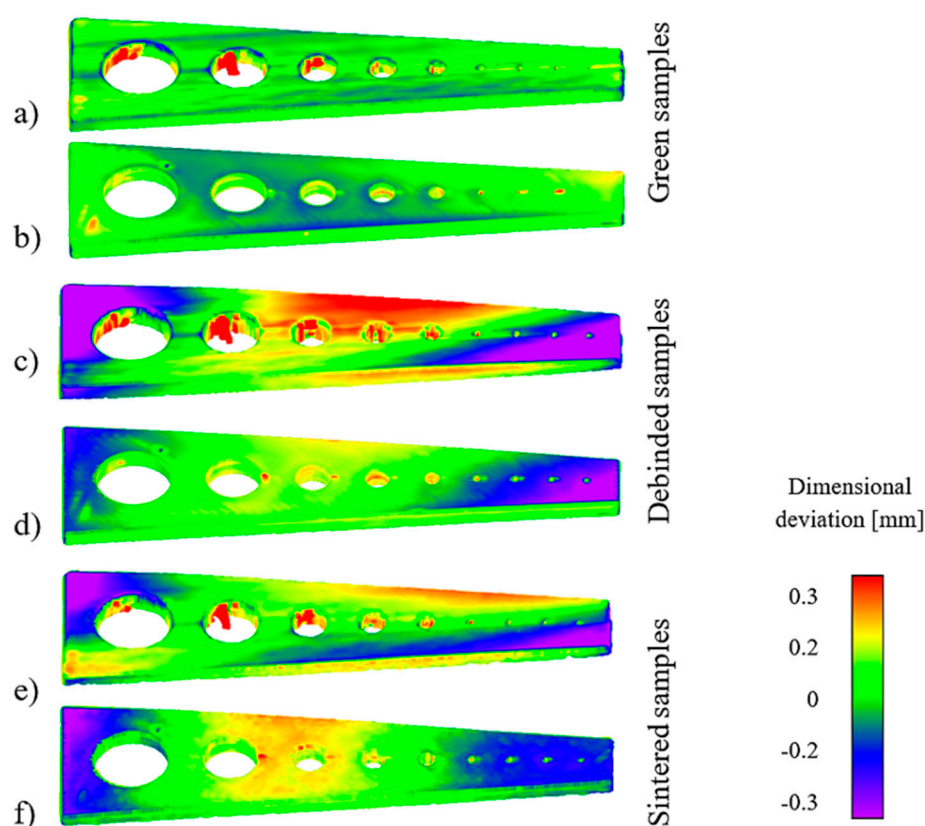 a)
b)
Green samples
c)
d)
Debinded samples
e)
f)
Sintered samples
Dimensional
deviation [mm]
0.3
0.2
0
-0.2
-0.3